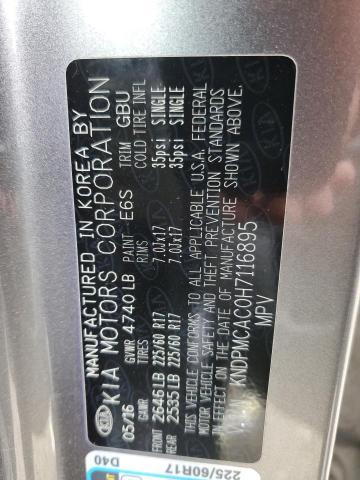 MANUFACTURED IN KOREA BY
KIA KIA MOTORS CORPORATION
05/16 GVWR 4740LB PAINT E6S TRIM GBU
GAWR TIRES RIMS COLD TIRE INFL
FRONT 2646LB 225/60 R17 7.0Jx17 35psi SINGLE
REAR 2535LB 225/60 R17 7.0Jx17 35psi SINGLE
THIS VEHICLE CONFORMS TO ALL APPLICABLE U.S.A. FEDERAL
MOTOR VEHICLE SAFETY AND THEFT PREVENTION STANDARDS
IN EFFECT ON THE DATE OF MANUFACTURE SHOWN ABOVE.
KNDPMCAC0H7116895
MPV
D40
225/60R17